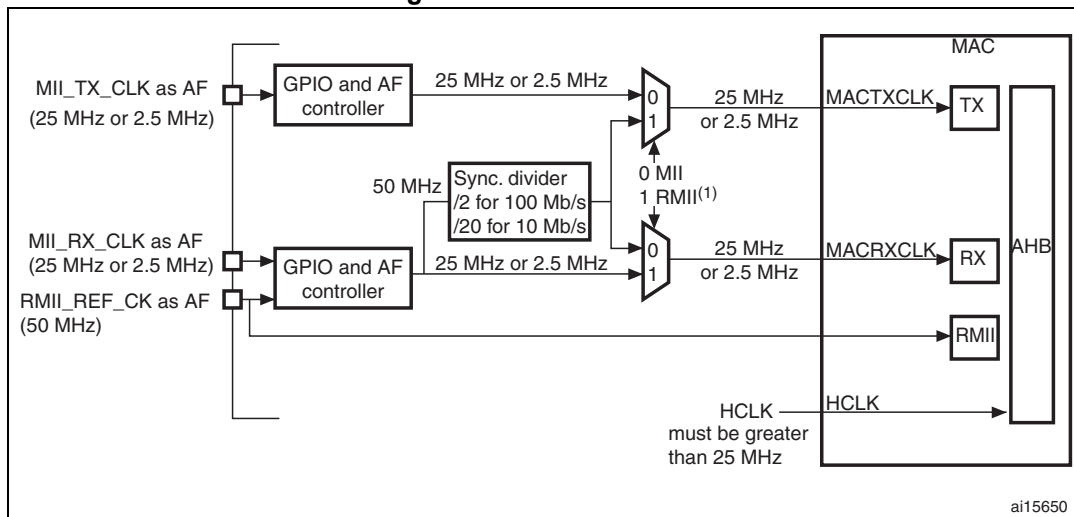 MAC
MII_TX_CLK as AF
(25 MHz or 2.5 MHz)
GPIO and AF
controller
25 MHz or 2.5 MHz
0
1
25 MHz
or 2.5 MHz
MACTXCLK
TX
50 MHz
Sync. divider
/2 for 100 Mb/s
/20 for 10 Mb/s
0 MII
1 RMII(1)
MII_RX_CLK as AF
(25 MHz or 2.5 MHz)
RMII_REF_CK as AF
(50 MHz)
GPIO and AF
controller
25 MHz or 2.5 MHz
0
1
25 MHz
or 2.5 MHz
MACRXCLK
RX
AHB
RMII
HCLK
must be greater
than 25 MHz
HCLK
ai15650